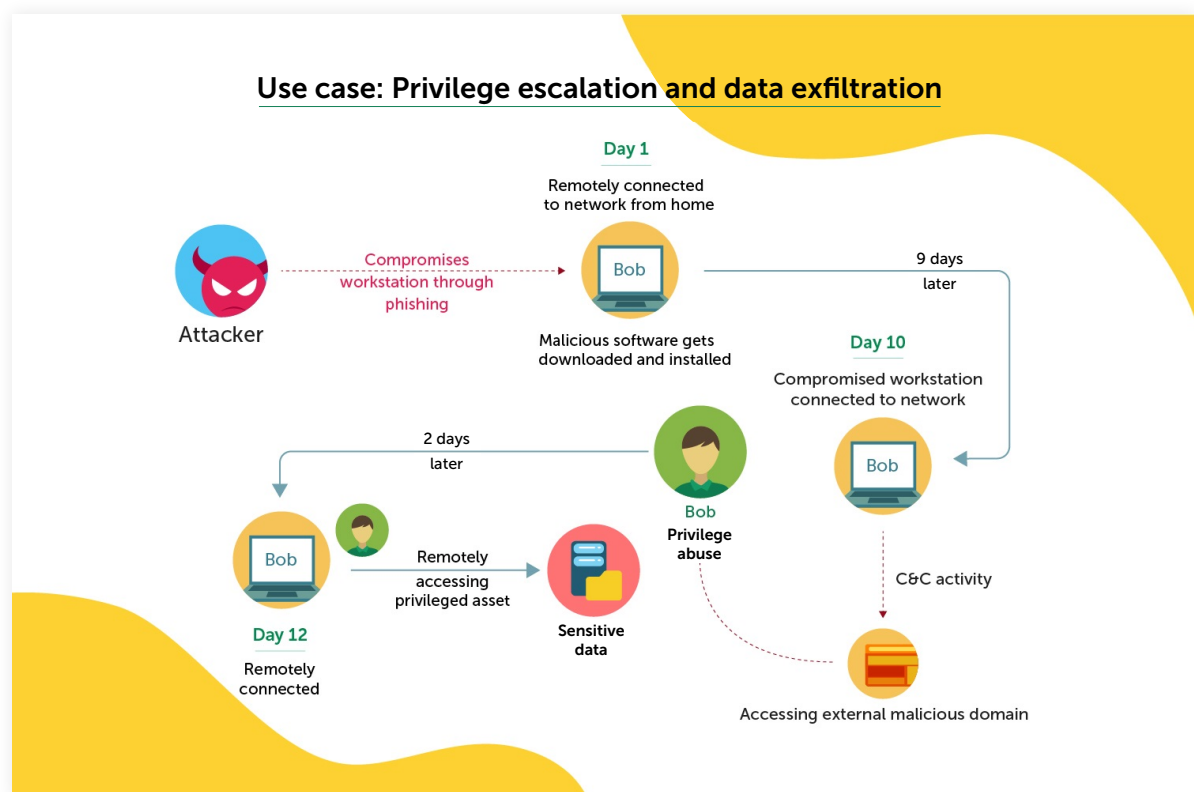 Use case: Privilege escalation and data exfiltration
Day 1
Remotely connected
to network from home
Bob
Compromises
workstation through
phishing
Attacker
Malicious software gets
downloaded and installed
9 days
later
Day 10
Compromised workstation
connected to network
Bob
C&C activity
Accessing external malicious domain
Bob
Privilege
abuse
2 days
later
Bob
Day 12
Remotely
connected
Remotely
accessing
privileged asset
Sensitive
data